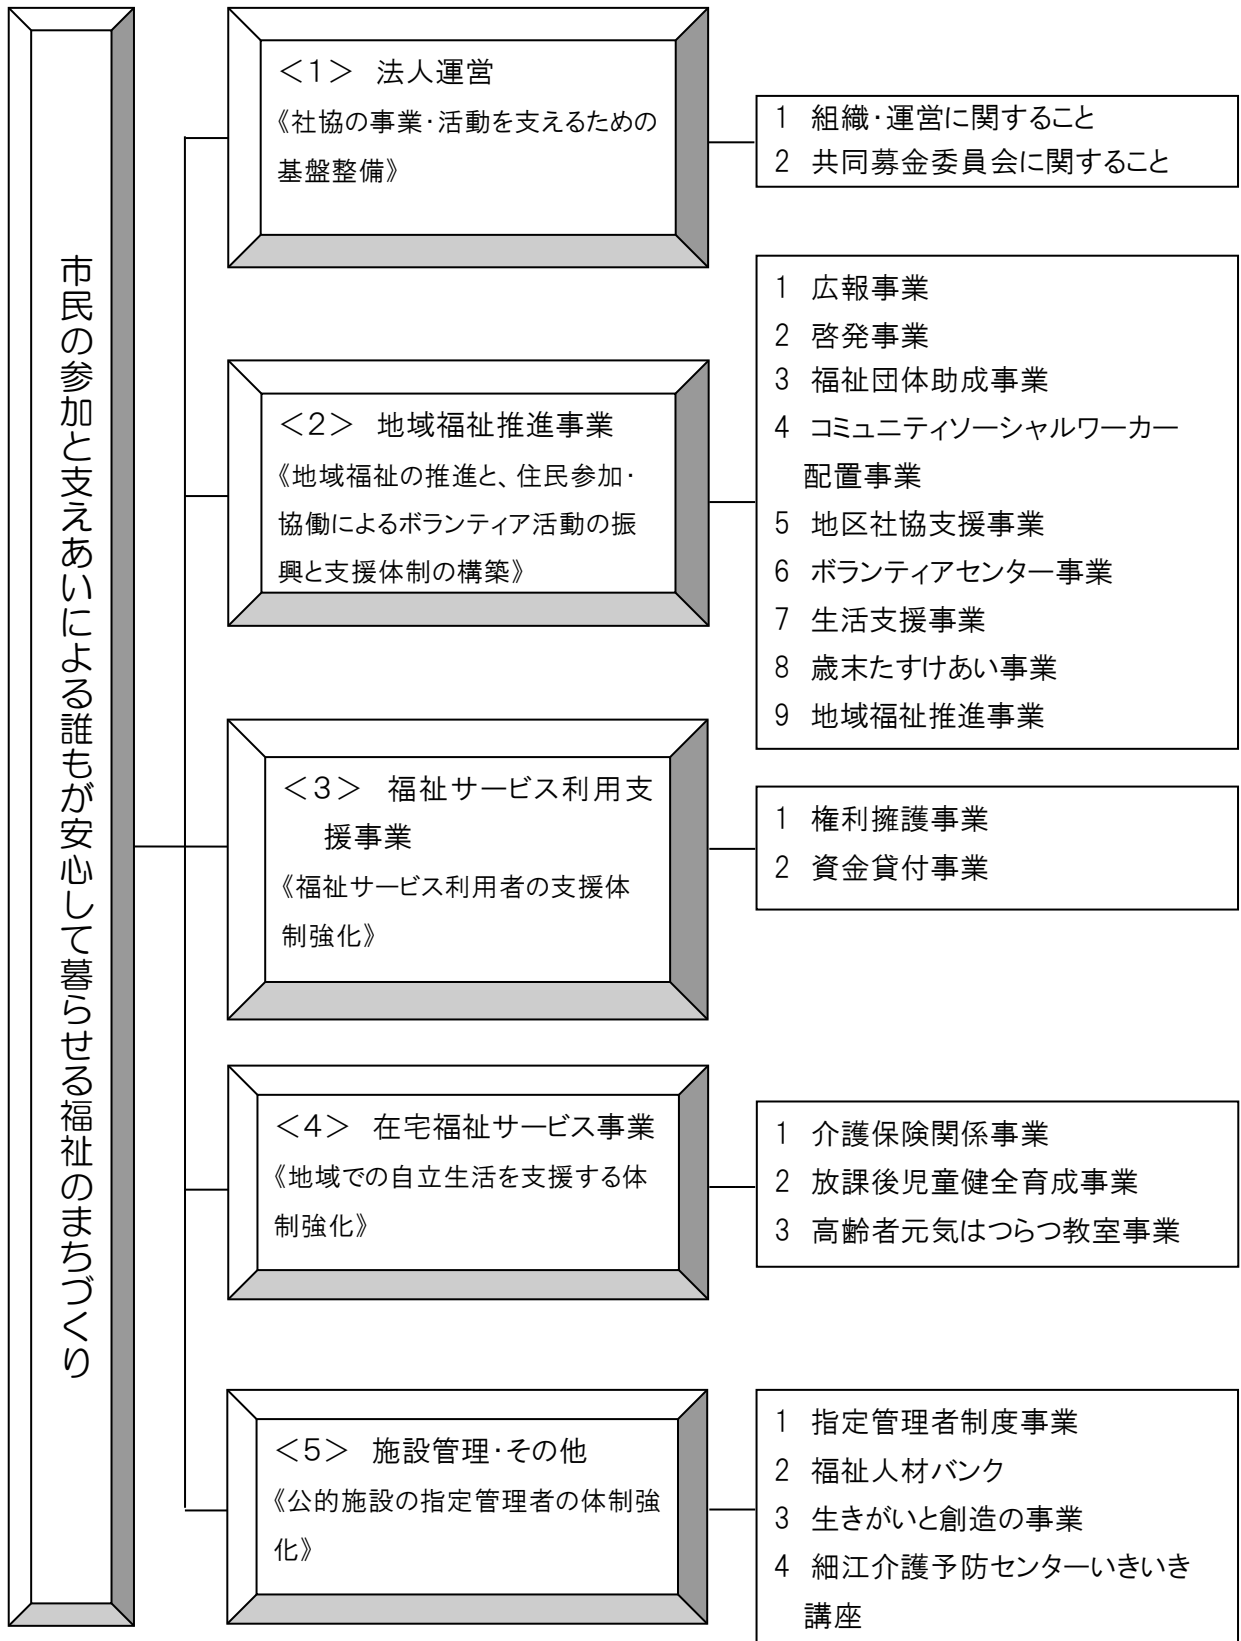 市民の参加と支えあいによる誰もが安心して暮らせる福祉のまちづくり
＜1＞ 法人運営
《社協の事業・活動を支えるための
基盤整備》
1 組織・運営に関すること
2 共同募金委員会に関すること
＜2＞ 地域福祉推進事業
《地域福祉の推進と、住民参加・
協働によるボランティア活動の振
興と支援体制の構築》
1 広報事業
2 啓発事業
3 福祉団体助成事業
4 コミュニティソーシャルワーカー
配置事業
5 地区社協支援事業
6 ボランティアセンター事業
7 生活支援事業
8 歳末たすけあい事業
9 地域福祉推進事業
＜3＞ 福祉サービス利用支
援事業
《福祉サービス利用者の支援体
制強化》
1 権利擁護事業
2 資金貸付事業
＜4＞ 在宅福祉サービス事業
《地域での自立生活を支援する体
制強化》
1 介護保険関係事業
2 放課後児童健全育成事業
3 高齢者元気はつらつ教室事業
＜5＞ 施設管理・その他
《公的施設の指定管理者の体制強
化》
1 指定管理者制度事業
2 福祉人材バンク
3 生きがいと創造の事業
4 細江介護予防センターいきいき
講座